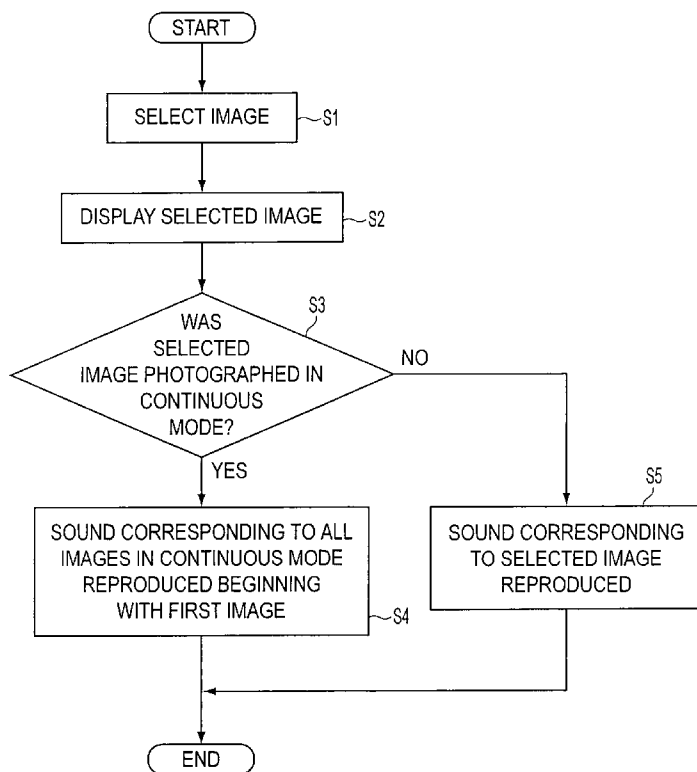 START
SELECT IMAGE
S1
DISPLAY SELECTED IMAGE
S2
S3
WAS
SELECTED
IMAGE PHOTOGRAPHED IN
CONTINUOUS
MODE?
NO
YES
SOUND CORRESPONDING TO ALL
IMAGES IN CONTINUOUS MODE
REPRODUCED BEGINNING
WITH FIRST IMAGE
S4
S5
SOUND CORRESPONDING
TO SELECTED IMAGE
REPRODUCED
END